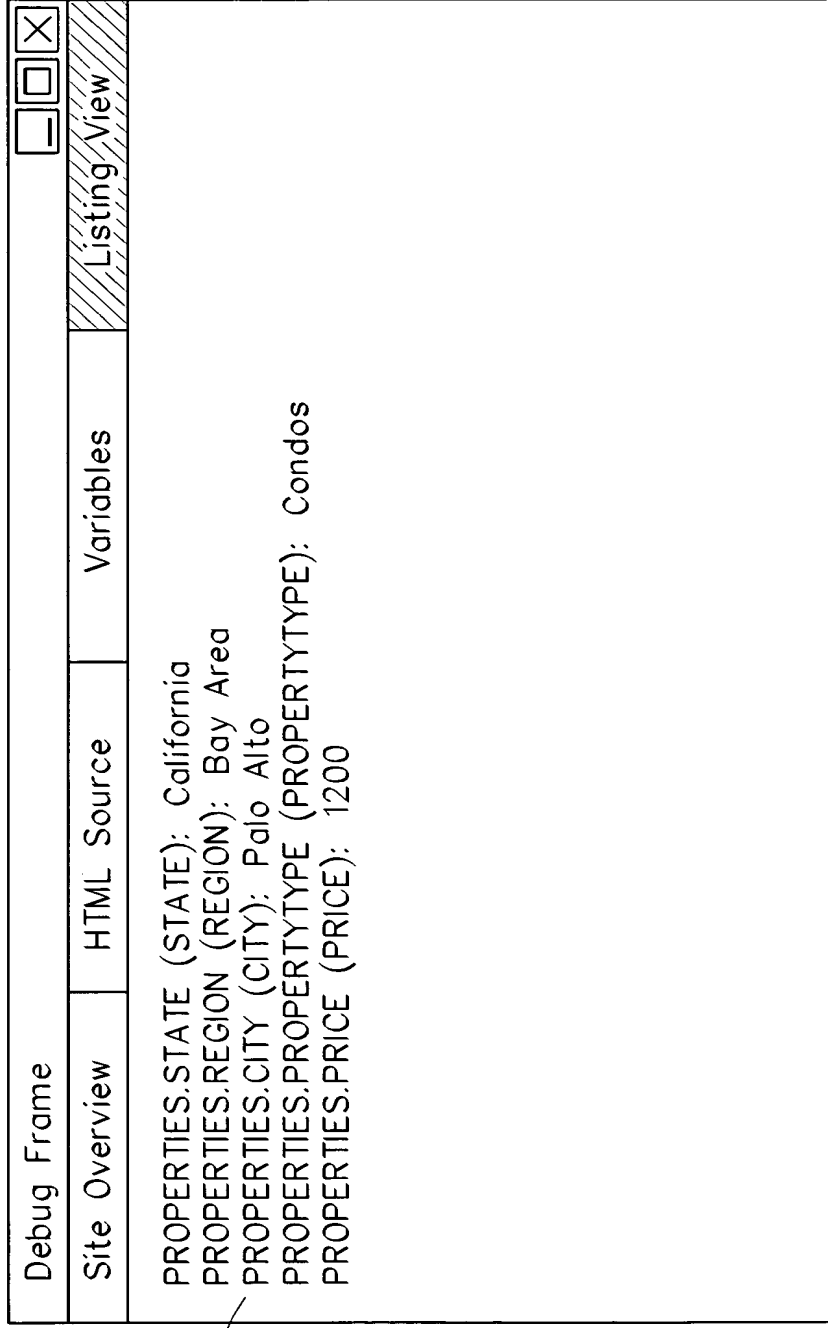 Debug Frame
Site Overview
HTML Source
Variables
Listing View
PROPERTIES.STATE (STATE): California
PROPERTIES.REGION (REGION): Bay Area
PROPERTIES.CITY (CITY): Palo Alto
PROPERTIES.PROPERTYTYPE (PROPERTYTYPE): Condos
PROPERTIES.PRICE (PRICE): 1200